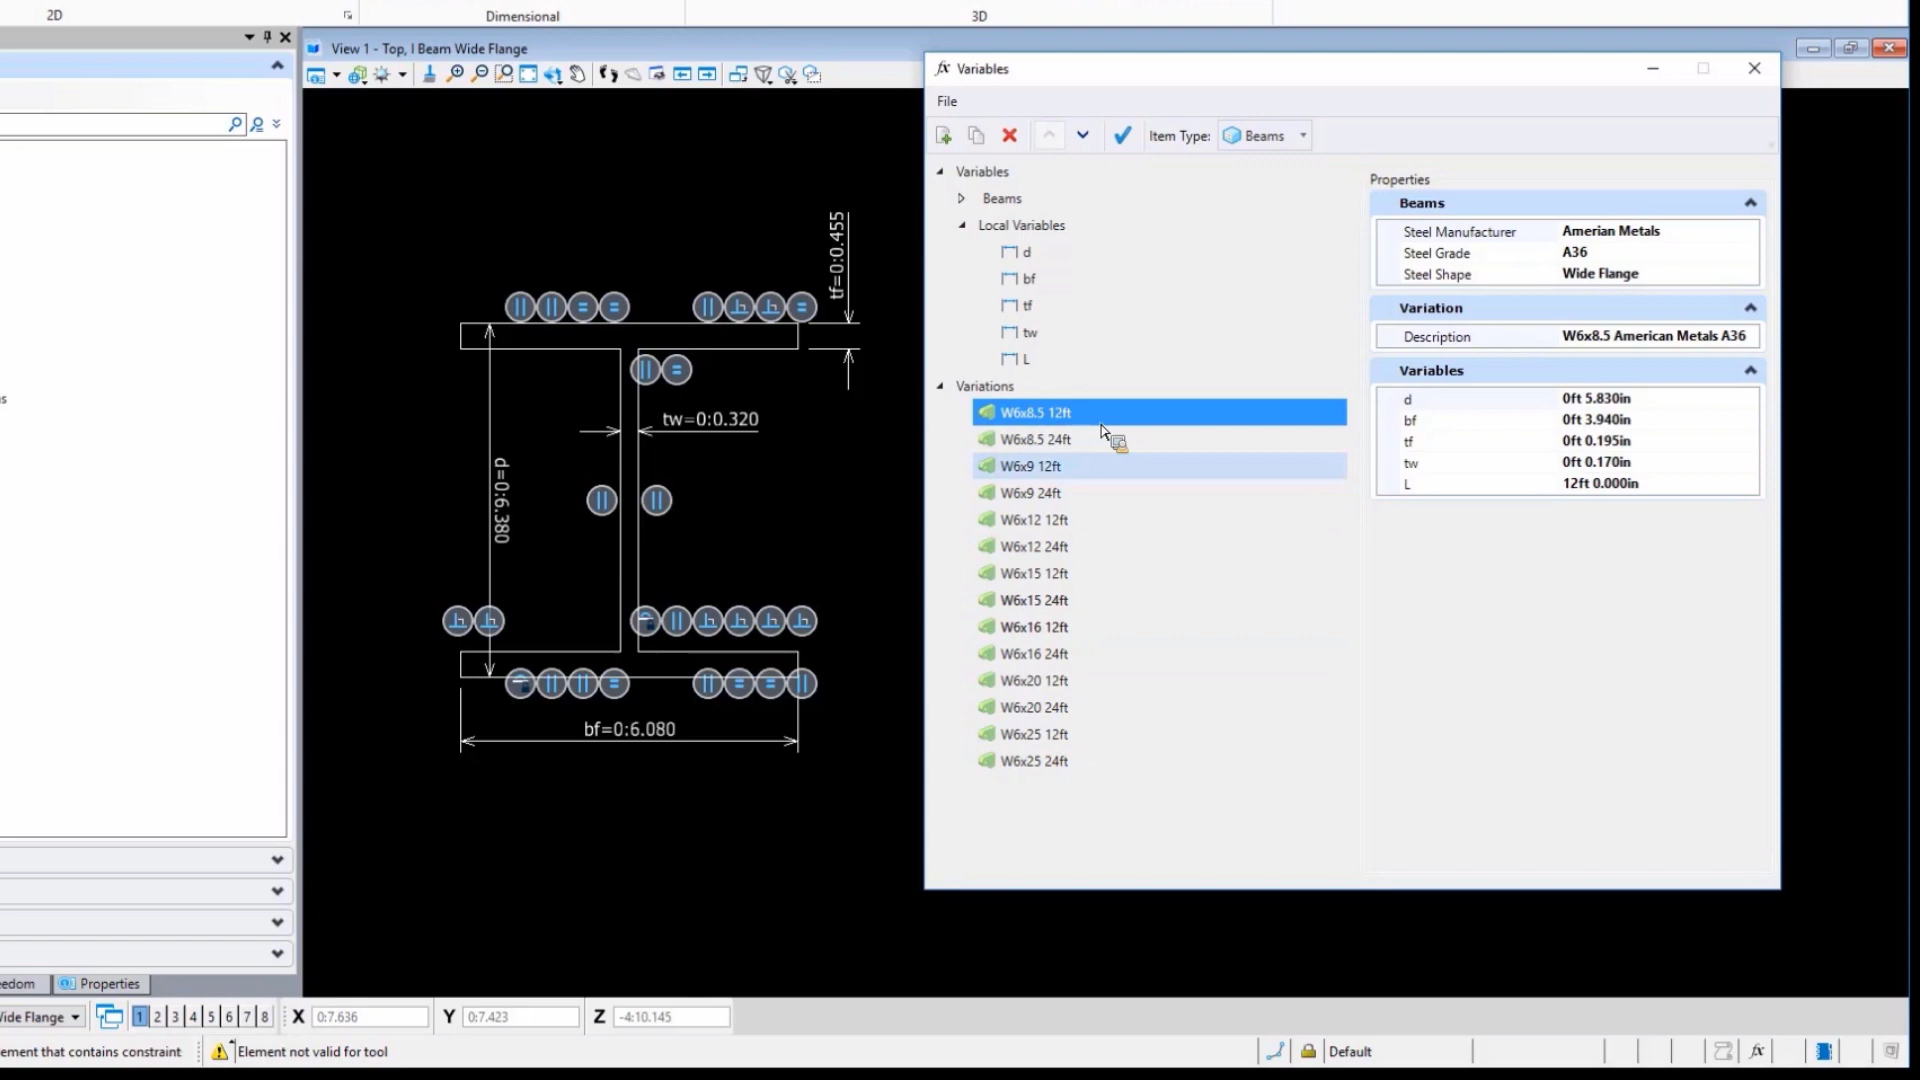 2D
Dimensional
3D
View 1 - Top, I Beam Wide Flange
fx Variables
File
Item Type: Beams
Variables
Beams
Local Variables
d
bf
tf
tw
L
Variations
W6x8.5 12ft
W6x8.5 24ft
W6x9 12ft
W6x9 24ft
W6x12 12ft
W6x12 24ft
W6x15 12ft
W6x15 24ft
W6x16 12ft
W6x16 24ft
W6x20 12ft
W6x20 24ft
W6x25 12ft
W6x25 24ft
Properties
Beams
Steel Manufacturer Amerian Metals
Steel Grade A36
Steel Shape Wide Flange
Variation
Description W6x8.5 American Metals A36
Variables
d 0ft 5.830in
bf 0ft 3.940in
tf 0ft 0.195in
tw 0ft 0.170in
L 12ft 0.000in
tf=0:0.455
tw=0:0.320
d=0:6.380
bf=0:6.080
s
edom Properties
Wide Flange 1 2 3 4 5 6 7 8 X 0:7.636 Y 0:7.423 Z -4:10.145
ement that contains constraint Element not valid for tool Default fx